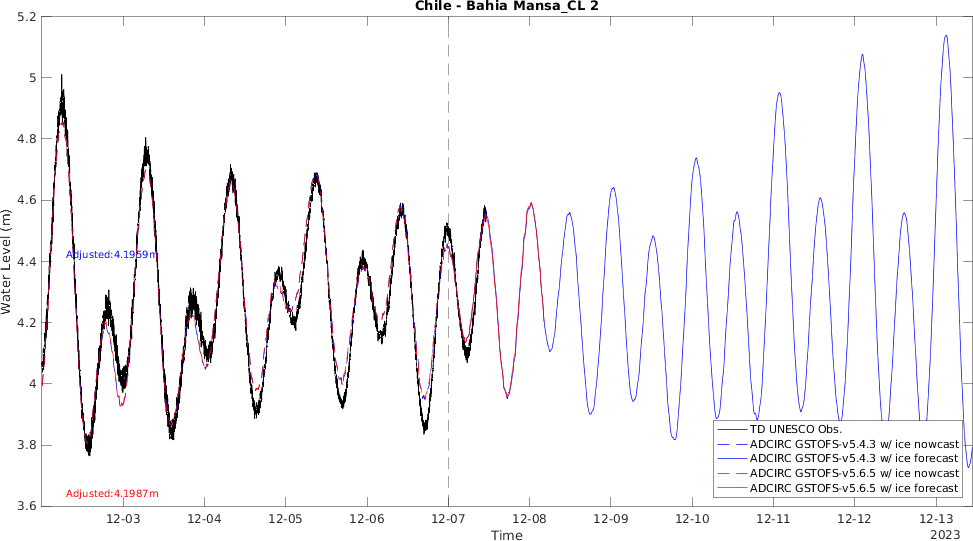 Chile - Bahia Mansa_CL 2
5.2
5
4.8
4.6
4.4
4.2
4
3.8
3.6
Water Level (m)
Adjusted:4.1959m
Adjusted:4.1987m
TD UNESCO Obs.
ADCIRC GSTOFS-v5.4.3 w/ ice nowcast
ADCIRC GSTOFS-v5.4.3 w/ ice forecast
ADCIRC GSTOFS-v5.6.5 w/ ice nowcast
ADCIRC GSTOFS-v5.6.5 w/ ice forecast
12-03 12-04 12-05 12-06 12-07 12-08 12-09 12-10 12-11 12-12 12-13
Time 2023